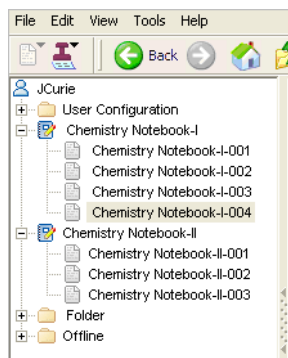 File Edit View Tools Help
Back
JCurie
User Configuration
Chemistry Notebook-I
Chemistry Notebook-I-001
Chemistry Notebook-I-002
Chemistry Notebook-I-003
Chemistry Notebook-I-004
Chemistry Notebook-II
Chemistry Notebook-II-001
Chemistry Notebook-II-002
Chemistry Notebook-II-003
Folder
Offline